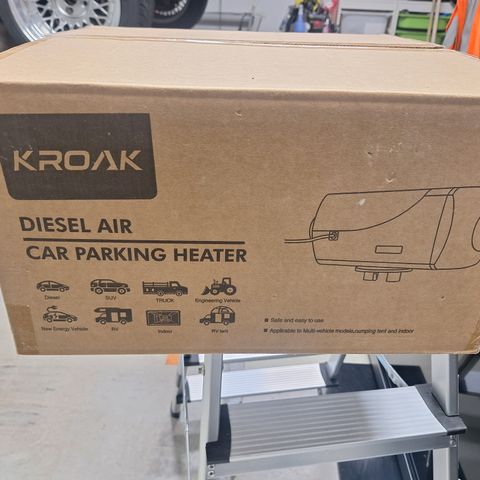 KROAK
DIESEL AIR
CAR PARKING HEATER
Diesel SUV TRUCK Engineering Vehicle
New Energy Vehicle RV Indoor RV tent
Safe and easy to use
Applicable to Multi-vehicle models,cumping tent and indoor